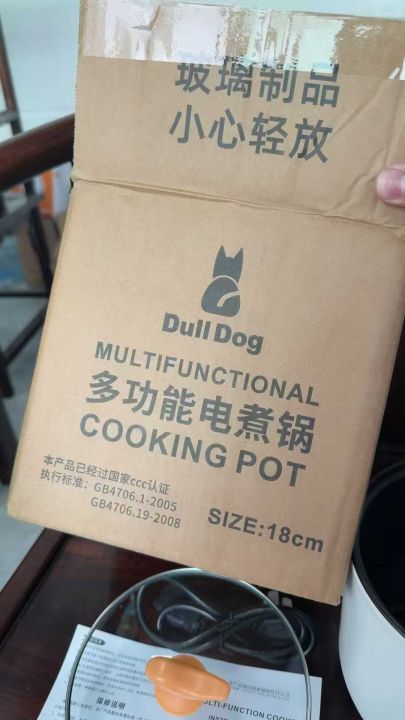 玻璃制品
小心轻放
Dull Dog
MULTIFUNCTIONAL
多功能电煮锅
COOKING POT
本产品已经过国家ccc认证
执行标准：GB4706.1-2005
GB4706.19-2008
SIZE:18cm
保修说明
MULTI-FUNCTION COOK